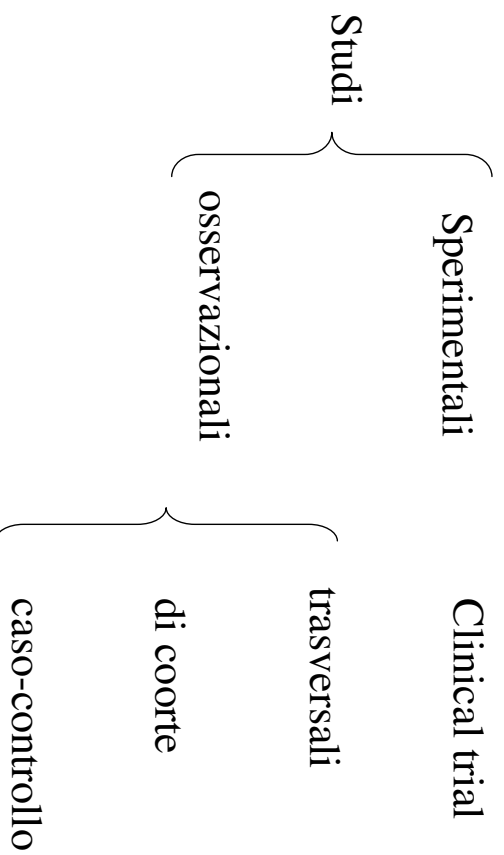 Sperimentali
Clinical trial
Studi
trasversali
osservazionali
di coorte
caso-controllo